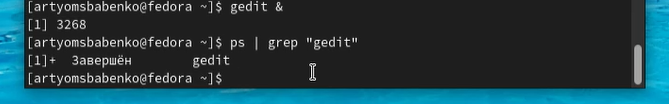 [artyomsbabenko@fedora ~]$ gedit &
[1] 3268
[artyomsbabenko@fedora ~]$ ps | grep "gedit"
[1]+  Завершён        gedit
[artyomsbabenko@fedora ~]$